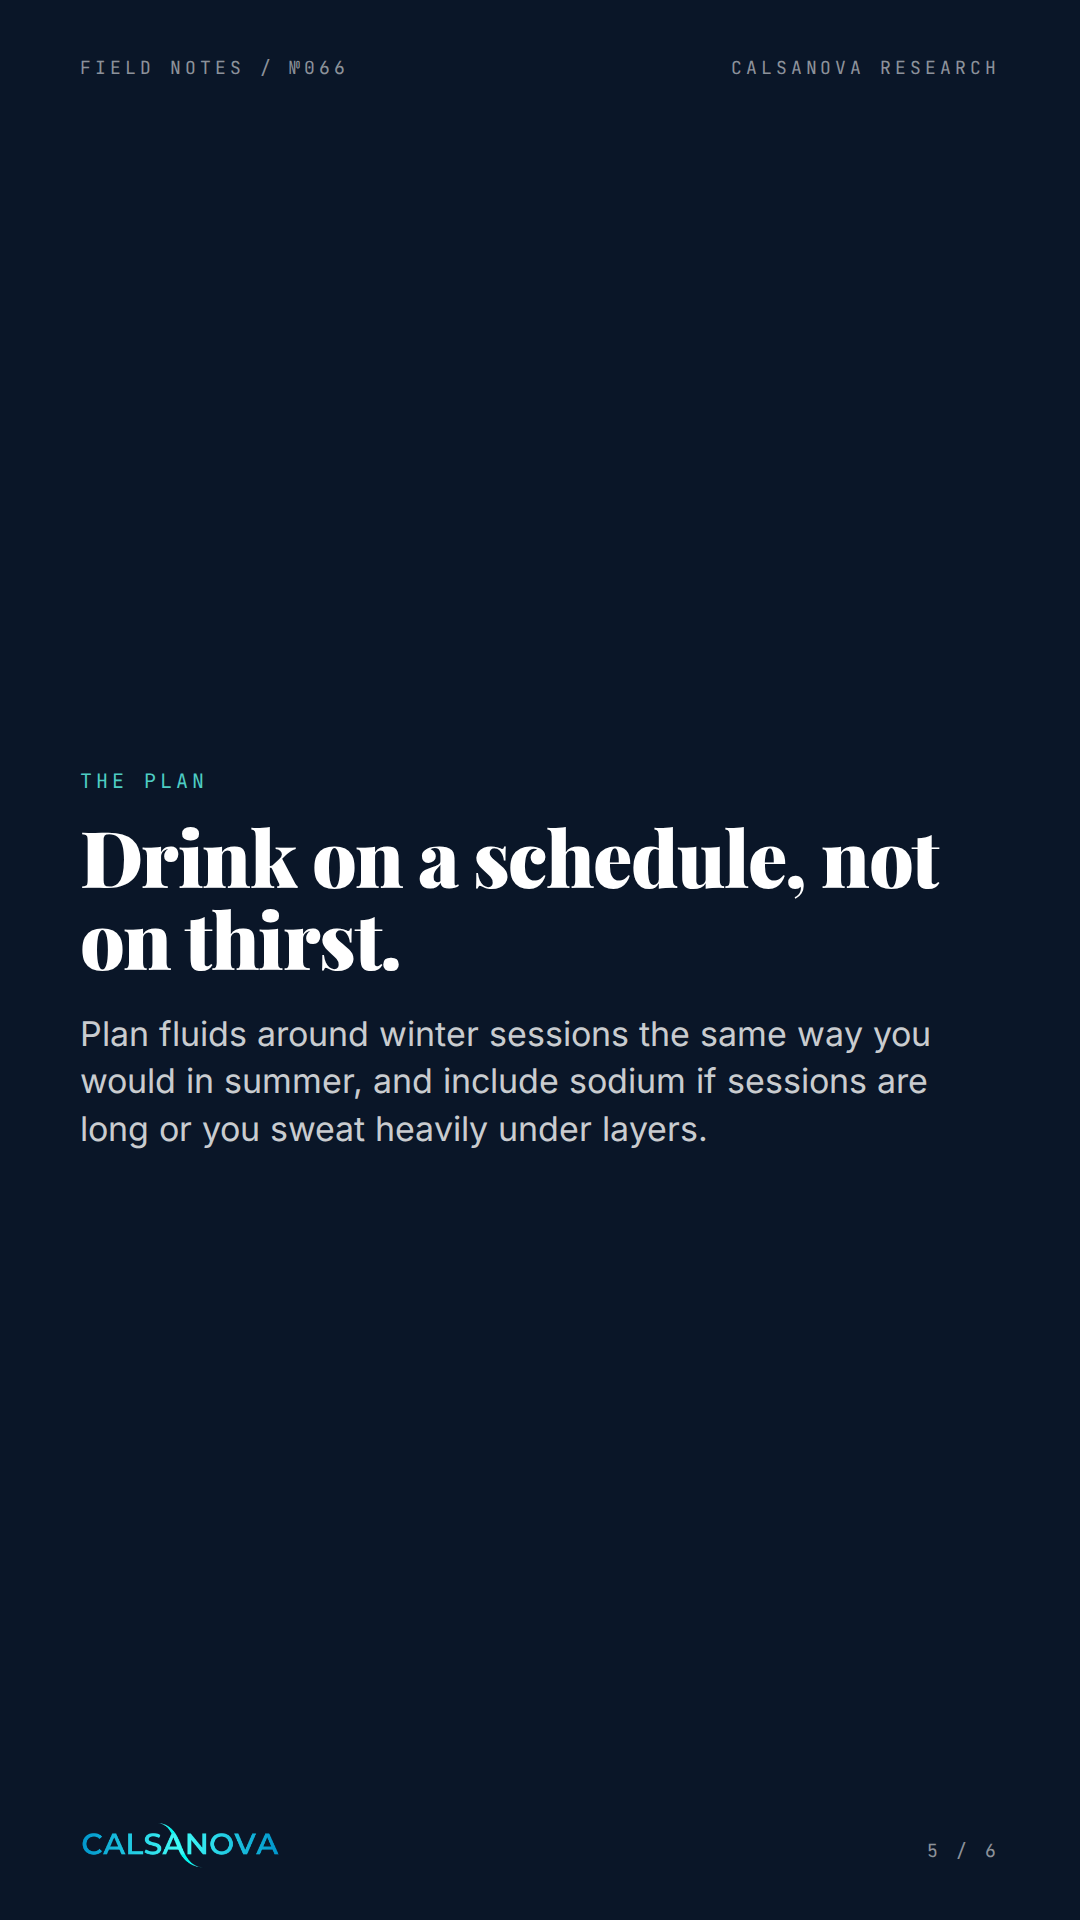 FIELD NOTES / №066
CALSANOVA RESEARCH
THE PLAN
Drink on a schedule, not
on thirst.
Plan fluids around winter sessions the same way you
would in summer, and include sodium if sessions are
long or you sweat heavily under layers.
CALSANOVA
5 / 6